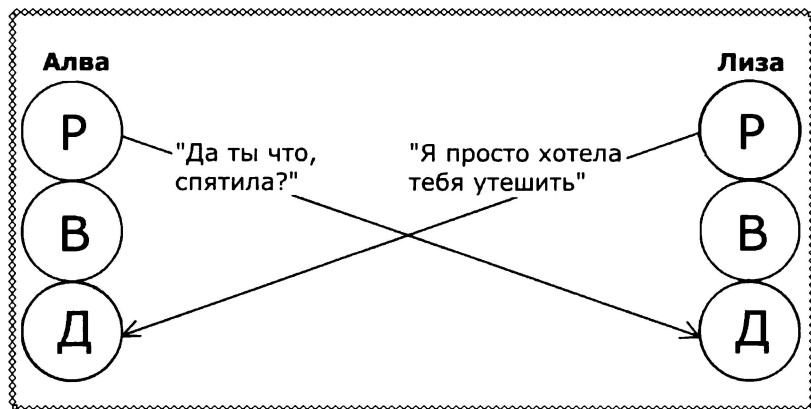 Алва
Лиза
Р
Р
"Да ты что,
спятила?"
"Я просто хотела
тебя утешить"
В
В
Д
Д